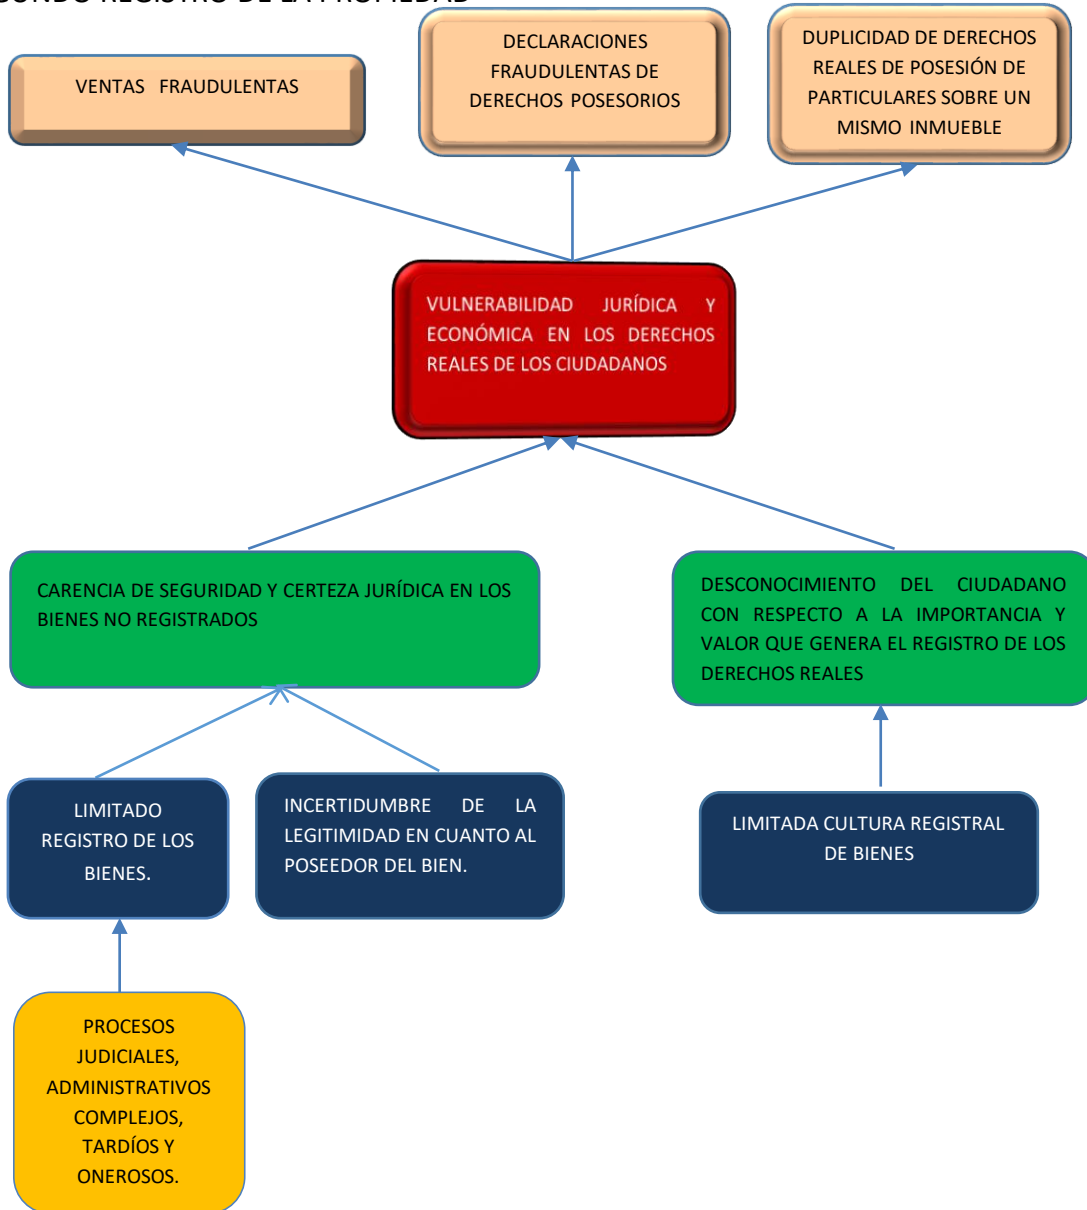 REGISTRO DE LA PROPIEDAD
VENTAS FRAUDULENTAS
DECLARACIONES
FRAUDULENTAS DE
DERECHOS POSESORIOS
DUPLICIDAD DE DERECHOS
REALES DE POSESIÓN DE
PARTICULARES SOBRE UN
MISMO INMUEBLE
VULNERABILIDAD JURÍDICA Y
ECONÓMICA EN LOS DERECHOS
REALES DE LOS CIUDADANOS
CARENCIA DE SEGURIDAD Y CERTEZA JURÍDICA EN LOS
BIENES NO REGISTRADOS
DESCONOCIMIENTO DEL CIUDADANO
CON RESPECTO A LA IMPORTANCIA Y
VALOR QUE GENERA EL REGISTRO DE LOS
DERECHOS REALES
LIMITADO
REGISTRO DE LOS
BIENES.
INCERTIDUMBRE DE LA
LEGITIMIDAD EN CUANTO AL
POSEEDOR DEL BIEN.
LIMITADA CULTURA REGISTRAL
DE BIENES
PROCESOS
JUDICIALES,
ADMINISTRATIVOS
COMPLEJOS,
TARDÍOS Y
ONEROSOS.